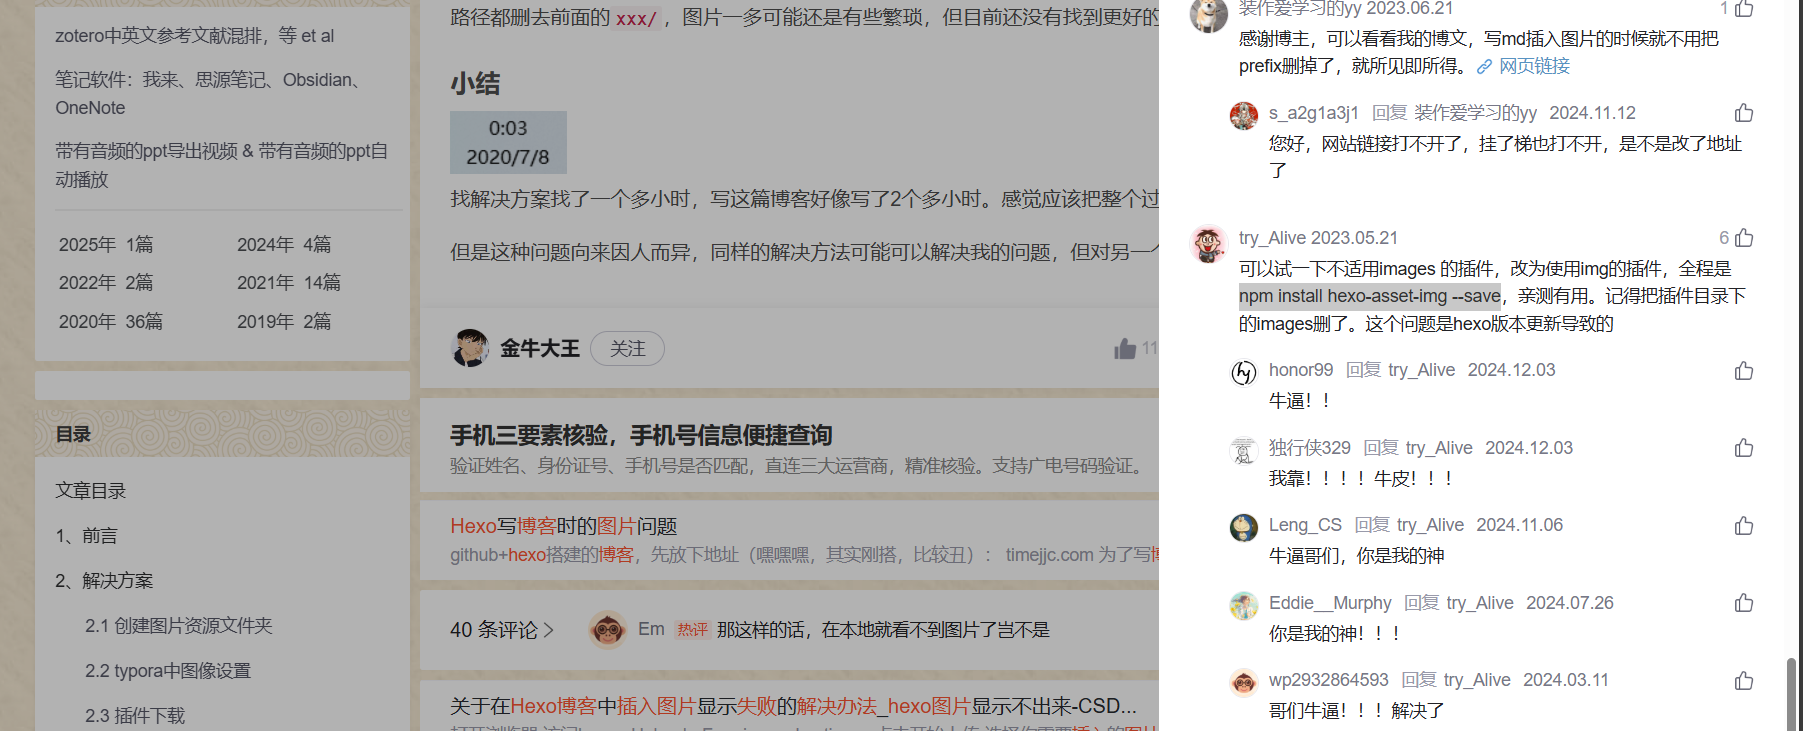 zotero中英文参考文献混排，等 et al
笔记软件：我来、思源笔记、Obsidian、
OneNote
带有音频的ppt导出视频 & 带有音频的ppt自
动播放
2025年 1篇
2024年 4篇
2022年 2篇
2021年 14篇
2020年 36篇
2019年 2篇
目录
文章目录
1、前言
2、解决方案
2.1 创建图片资源文件夹
2.2 typora中图像设置
2.3 插件下载
路径都删去前面的 xxx/ ，图片一多可能还是有些繁琐，但目前还没有找到更好的
小结
0:03
2020/7/8
找解决方案找了一个多小时，写这篇博客好像写了2个多小时。感觉应该把整个过
但是这种问题向来因人而异，同样的解决方法可能可以解决我的问题，但对另一个
金牛大王 关注
11
手机三要素核验，手机号信息便捷查询
验证姓名、身份证号、手机号是否匹配，直连三大运营商，精准核验。支持广电号码验证。
Hexo写博客时的图片问题
github+hexo搭建的博客，先放下地址（嘿嘿嘿，其实刚搭，比较丑）： timejjc.com 为了写博
40 条评论
Em 热评 那这样的话，在本地就看不到图片了岂不是
关于在Hexo博客中插入图片显示失败的解决办法_hexo图片显示不出来-CSD...
装作爱学习的yy 2023.06.21
1
感谢博主，可以看看我的博文，写md插入图片的时候就不用把
prefix删掉了，就所见即所得。 网页链接
s_a2g1a3j1 回复 装作爱学习的yy 2024.11.12
您好，网站链接打不开了，挂了梯也打不开，是不是改了地址
了
try_Alive 2023.05.21
6
可以试一下不适用images 的插件，改为使用img的插件，全程是
npm install hexo-asset-img --save，亲测有用。记得把插件目录下
的images删了。这个问题是hexo版本更新导致的
honor99 回复 try_Alive 2024.12.03
牛逼！！
独行侠329 回复 try_Alive 2024.12.03
我靠！！！！牛皮！！！
Leng_CS 回复 try_Alive 2024.11.06
牛逼哥们，你是我的神
Eddie__Murphy 回复 try_Alive 2024.07.26
你是我的神！！！
wp2932864593 回复 try_Alive 2024.03.11
哥们牛逼！！！解决了